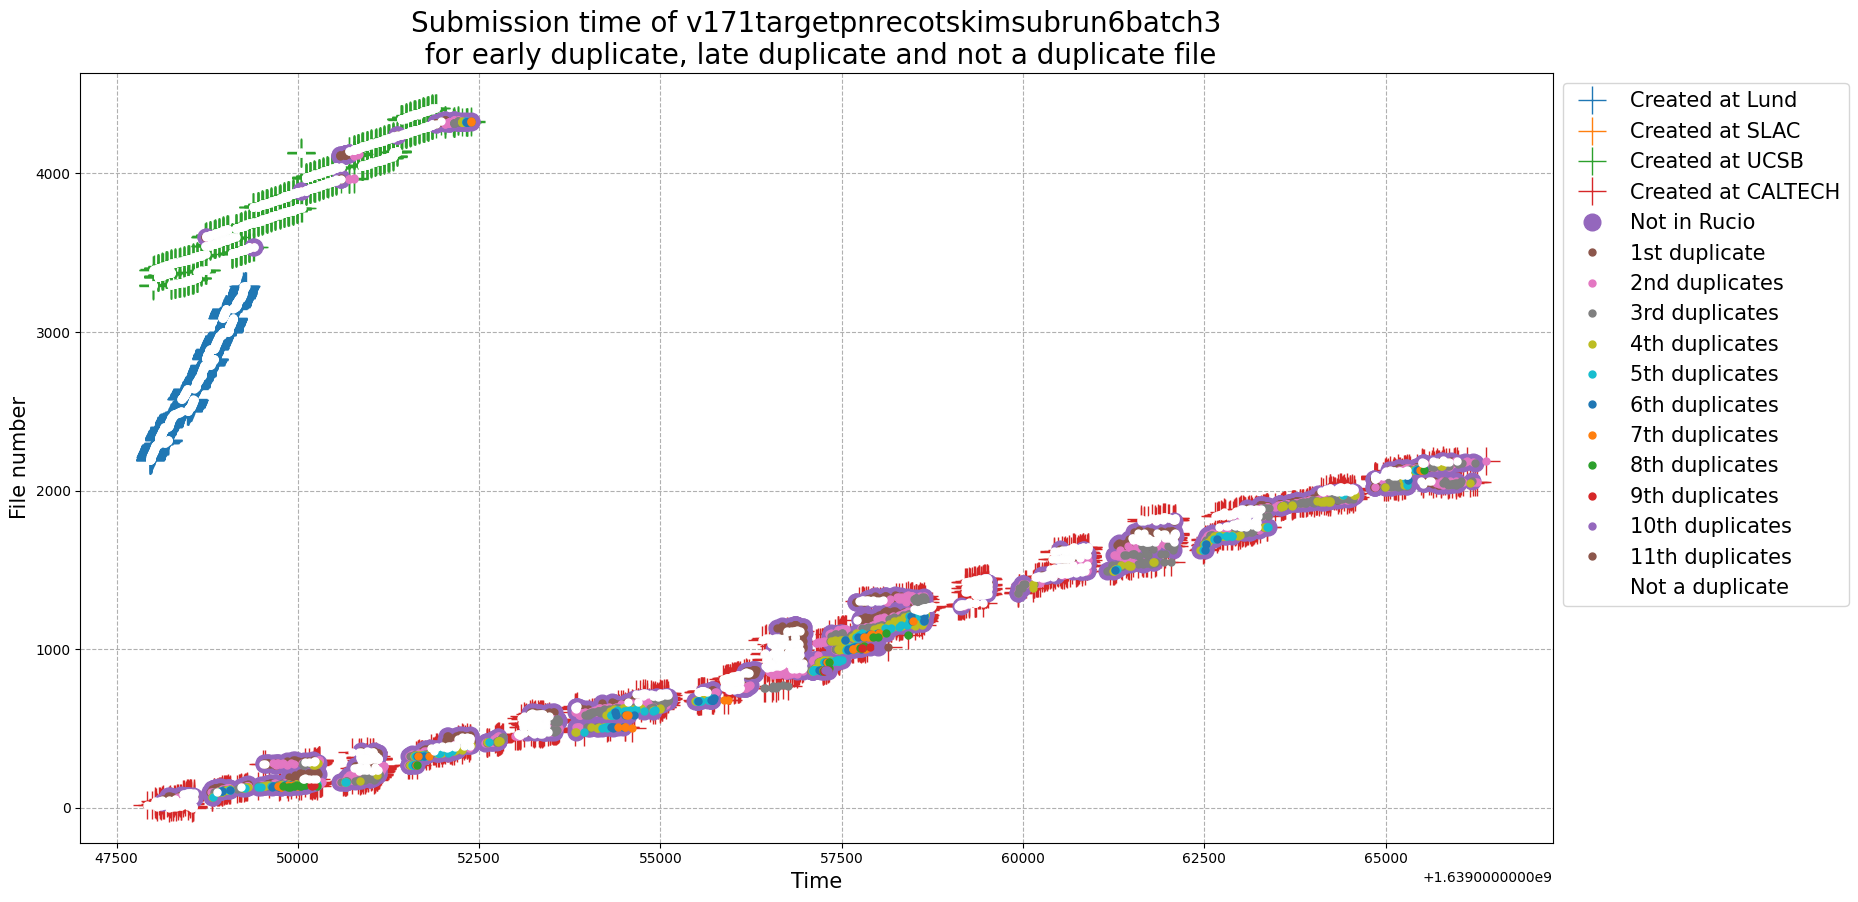 Submission time of v171targetpnrecotskimsubrun6batch3
for early duplicate, late duplicate and not a duplicate file
File number
4000
3000
2000
1000
0
47500
50000
52500
55000
57500
60000
62500
65000
Time
+1.6390000000e9
Created at Lund
Created at SLAC
Created at UCSB
Created at CALTECH
Not in Rucio
1st duplicate
2nd duplicates
3rd duplicates
4th duplicates
5th duplicates
6th duplicates
7th duplicates
8th duplicates
9th duplicates
10th duplicates
11th duplicates
Not a duplicate